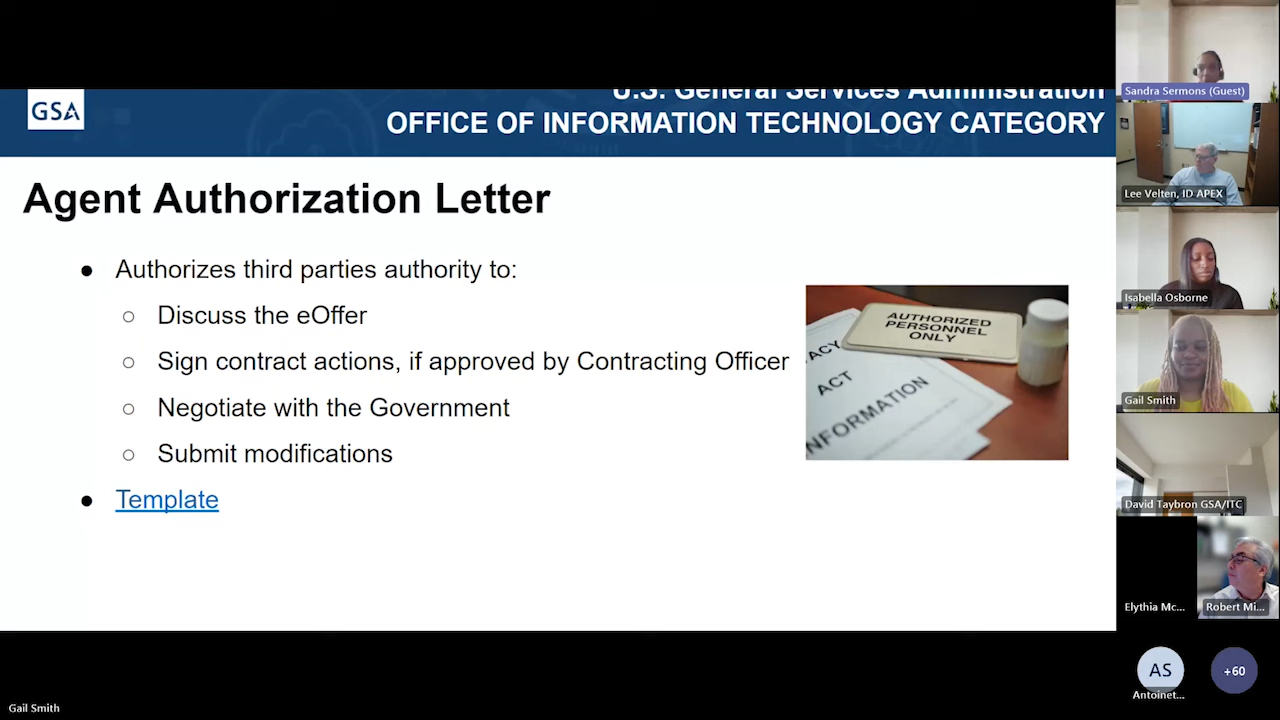 U.S. General Services Administration
GSA
OFFICE OF INFORMATION TECHNOLOGY CATEGORY
Agent Authorization Letter
● Authorizes third parties authority to:
○ Discuss the eOffer
○ Sign contract actions, if approved by Contracting Officer
○ Negotiate with the Government
○ Submit modifications
● Template
AUTHORIZED
PERSONNEL
ONLY
ACY
ACT
NFORMATION
Sandra Sermons (Guest)
Lee Velten, ID APEX
Isabella Osborne
Gail Smith
David Taybron GSA/ITC
Elythia Mc...
Robert Mi...
AS
+60
Antoinet...
Gail Smith